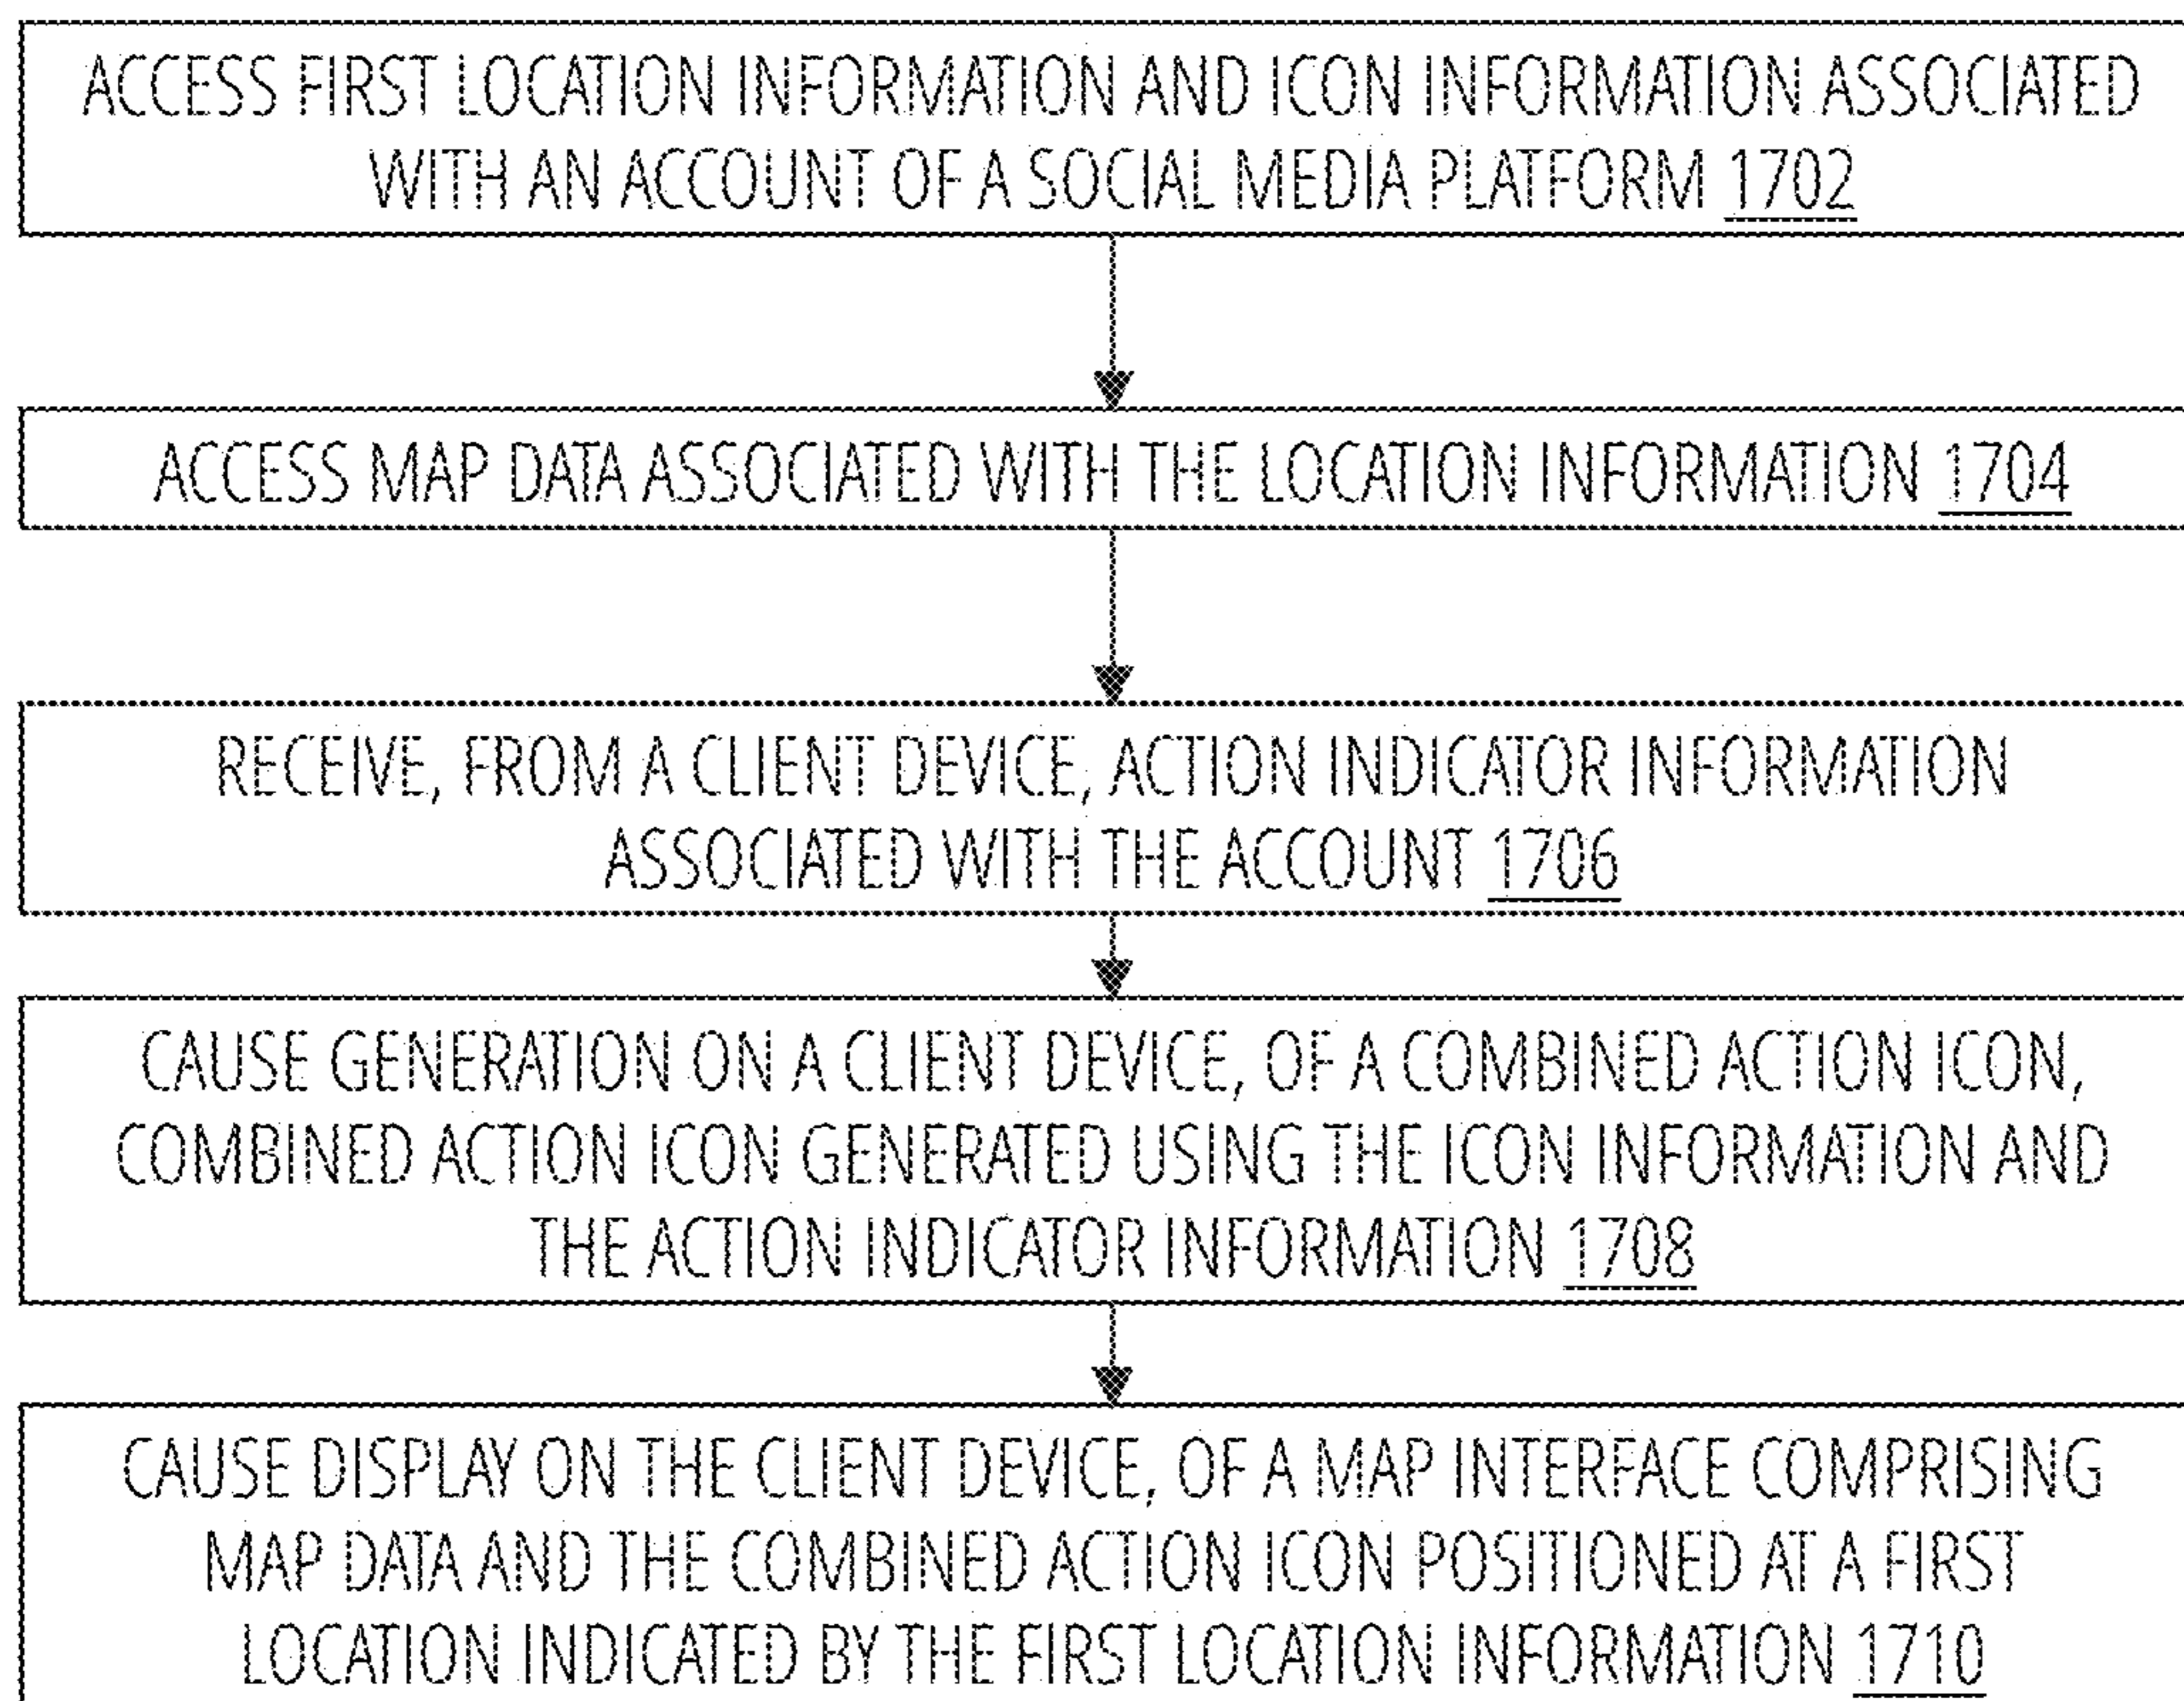 ACCESS FIRST LOCATION INFORMATION AND ICON INFORMATION ASSOCIATED
WITH AN ACCOUNT OF A SOCIAL MEDIA PLATFORM 1702
ACCESS MAP DATA ASSOCIATED WITH THE LOCATION INFORMATION 1704
RECEIVE, FROM A CLIENT DEVICE, ACTION INDICATOR INFORMATION
ASSOCIATED WITH THE ACCOUNT 1706
CAUSE GENERATION ON A CLIENT DEVICE, OF A COMBINED ACTION ICON,
COMBINED ACTION ICON GENERATED USING THE ICON INFORMATION AND
THE ACTION INDICATOR INFORMATION 1708
CAUSE DISPLAY ON THE CLIENT DEVICE, OF A MAP INTERFACE COMPRISING
MAP DATA AND THE COMBINED ACTION ICON POSITIONED AT A FIRST
LOCATION INDICATED BY THE FIRST LOCATION INFORMATION 1710